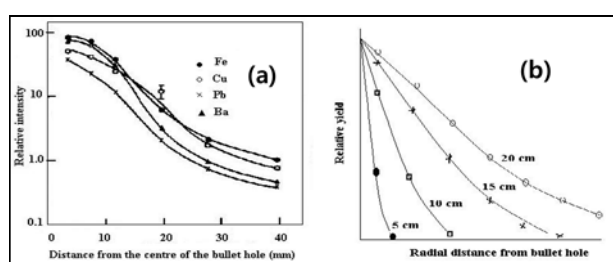 100
10
1.0
0.1
Relative intensity
(a)
Fe
Cu
Pb
Ba
0 10 20 30 40
Distance from the centre of the bullet hole (mm)
(b)
Relative yield
20 cm
15 cm
10 cm
5 cm
Radial distance from bullet hole